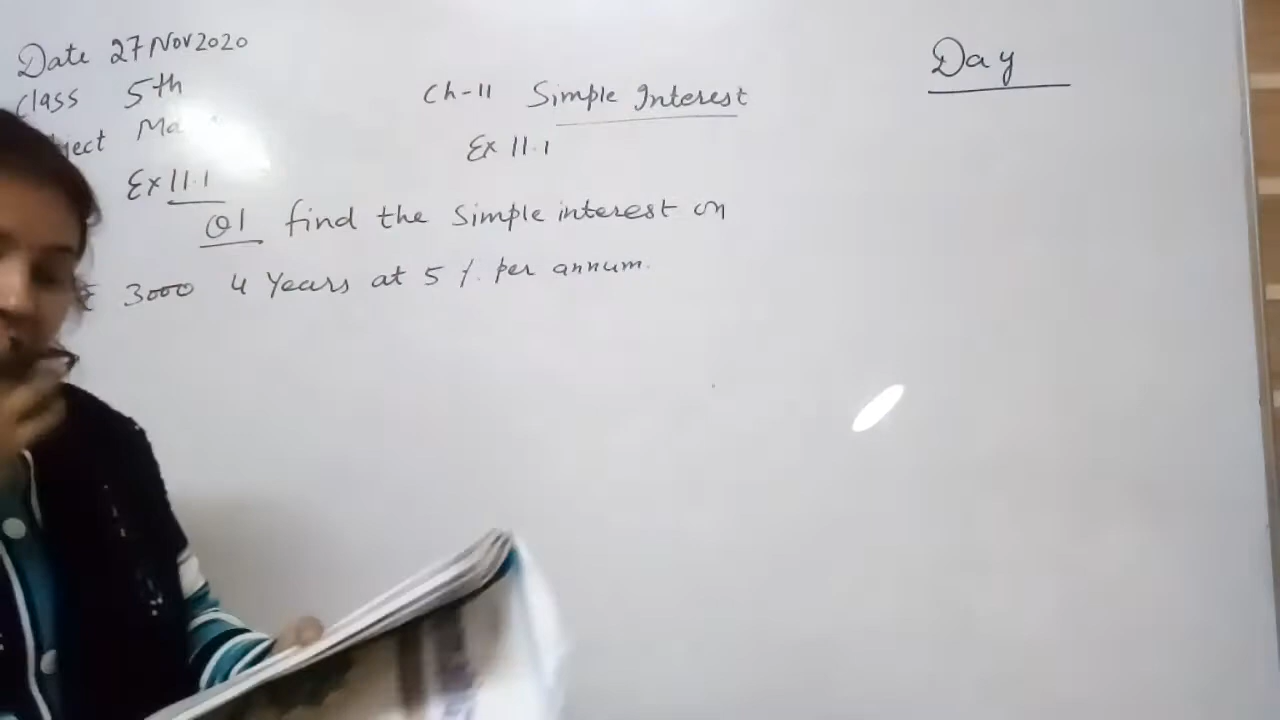 Date 27 Nov 2020
Class 5th
Ch-11 Simple Interest
Day
Ex 11.1
Ex 11.1
Q1 find the Simple interest on
₹ 3000 4 Years at 5 %. per annum.